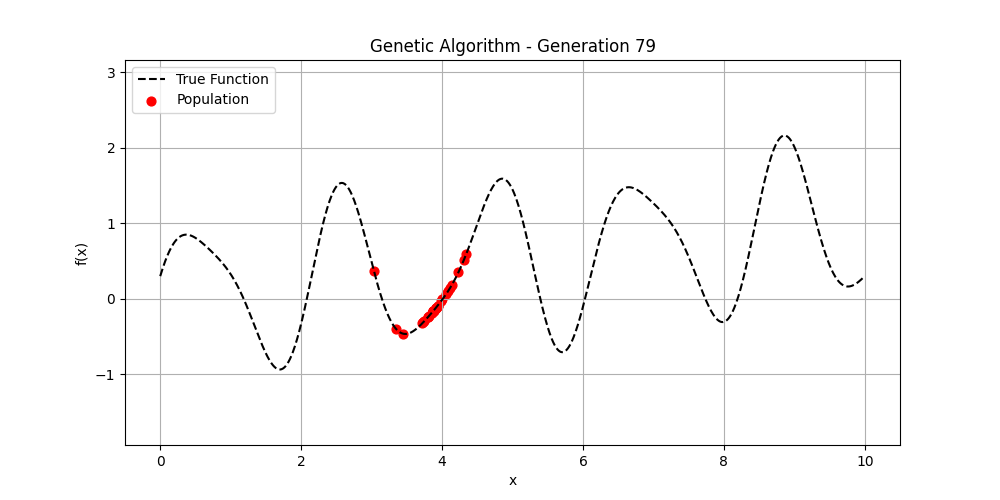 Genetic Algorithm - Generation 79
True Function
Population
f(x)
3
2
1
0
−1
0 2 4 6 8 10
x